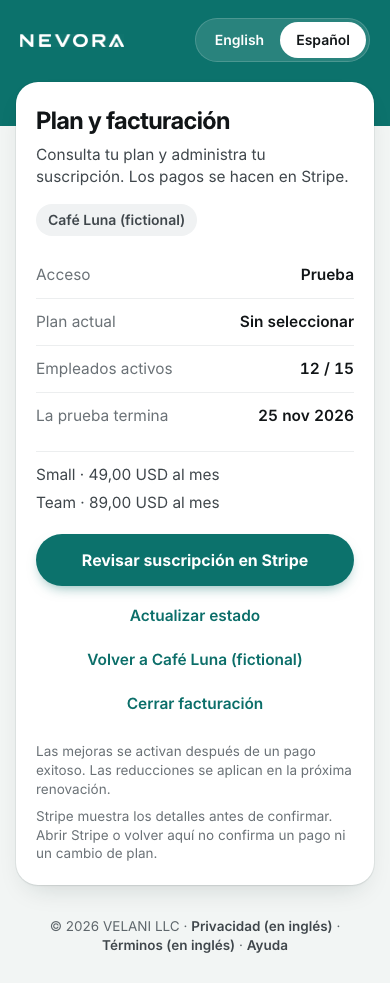 NEVORA
English
Español
Plan y facturación
Consulta tu plan y administra tu
suscripción. Los pagos se hacen en Stripe.
Café Luna (fictional)
Acceso Prueba
Plan actual Sin seleccionar
Empleados activos 12 / 15
La prueba termina 25 nov 2026
Small · 49,00 USD al mes
Team · 89,00 USD al mes
Revisar suscripción en Stripe
Actualizar estado
Volver a Café Luna (fictional)
Cerrar facturación
Las mejoras se activan después de un pago
exitoso. Las reducciones se aplican en la próxima
renovación.
Stripe muestra los detalles antes de confirmar.
Abrir Stripe o volver aquí no confirma un pago ni
un cambio de plan.
© 2026 VELANI LLC · Privacidad (en inglés) ·
Términos (en inglés) · Ayuda